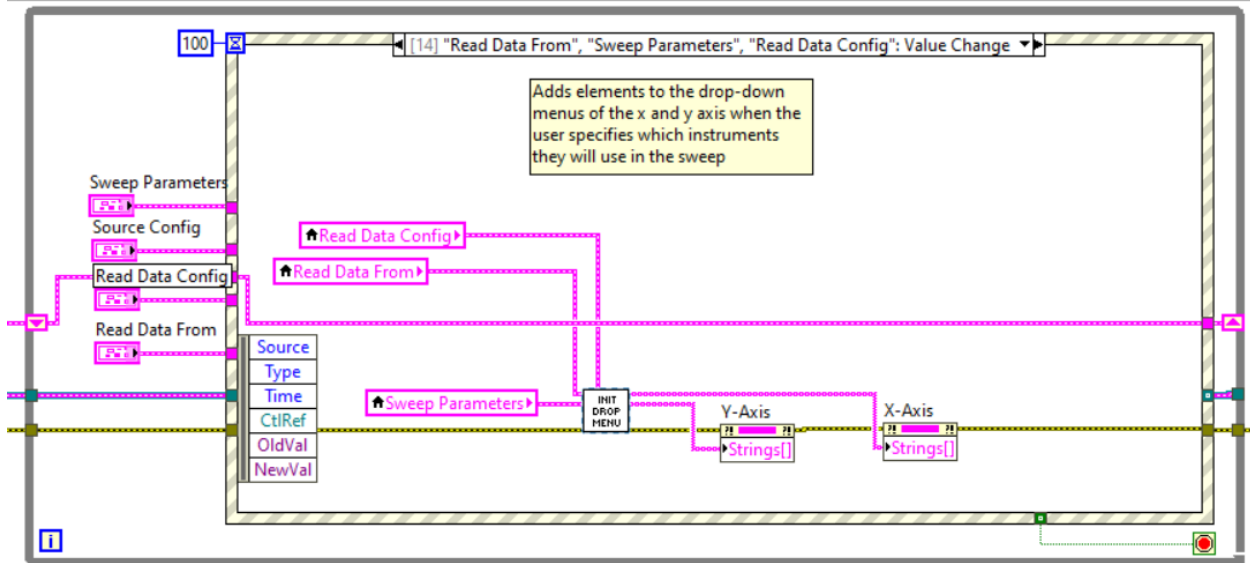 100
[14] "Read Data From", "Sweep Parameters", "Read Data Config": Value Change
Adds elements to the drop-down
menus of the x and y axis when the
user specifies which instruments
they will use in the sweep
Sweep Parameters
Source Config
Read Data Config
Read Data From
Read Data Config
Read Data From
Source
Type
Time
CtlRef
OldVal
NewVal
Sweep Parameters
INIT
DROP
MENU
Y-Axis
Strings[]
X-Axis
Strings[]
i